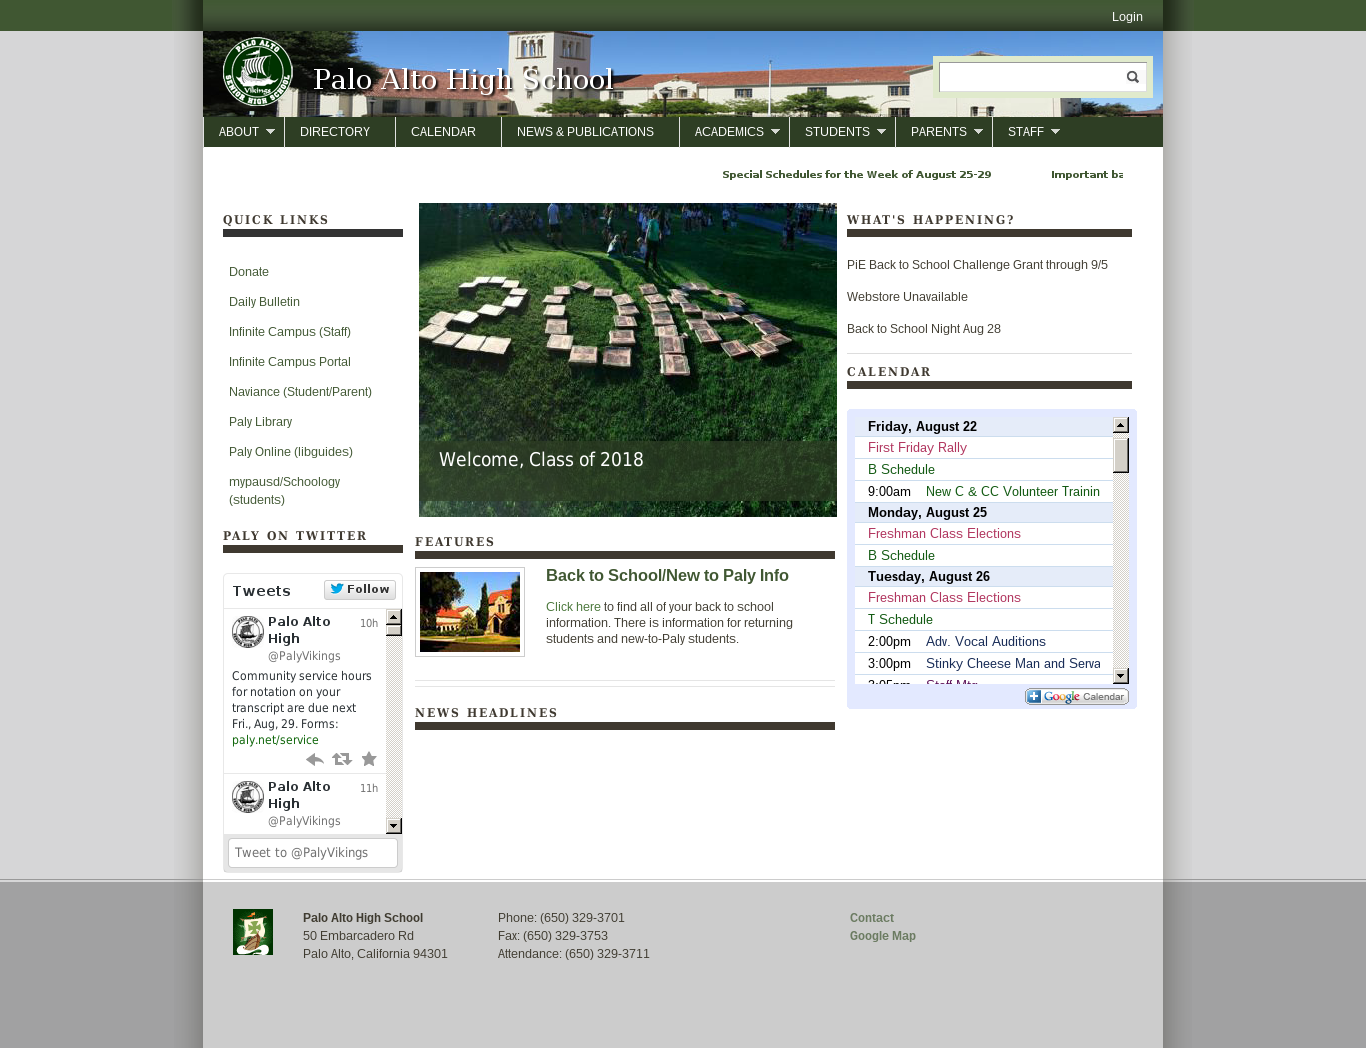 Login
PALO ALTO
Vikings
SENIOR HIGH SCHOOL
Palo Alto High School
ABOUT
DIRECTORY
CALENDAR
NEWS & PUBLICATIONS
ACADEMICS
STUDENTS
PARENTS
STAFF
Special Schedules for the Week of August 25-29
Important ba
QUICK LINKS
Donate
Daily Bulletin
Infinite Campus (Staff)
Infinite Campus Portal
Naviance (Student/Parent)
Paly Library
Paly Online (libguides)
mypausd/Schoology
(students)
PALY ON TWITTER
Tweets
Follow
Palo Alto
High
10h
@PalyVikings
Community service hours
for notation on your
transcript are due next
Fri., Aug, 29. Forms:
paly.net/service
Palo Alto
High
11h
@PalyVikings
Tweet to @PalyVikings
2018
Welcome, Class of 2018
FEATURES
Back to School/New to Paly Info
Click here to find all of your back to school
information. There is information for returning
students and new-to-Paly students.
NEWS HEADLINES
WHAT'S HAPPENING?
PiE Back to School Challenge Grant through 9/5
Webstore Unavailable
Back to School Night Aug 28
CALENDAR
Friday, August 22
First Friday Rally
B Schedule
9:00am New C & CC Volunteer Trainin
Monday, August 25
Freshman Class Elections
B Schedule
Tuesday, August 26
Freshman Class Elections
T Schedule
2:00pm Adv. Vocal Auditions
3:00pm Stinky Cheese Man and Serva
3:05pm Staff Mtg
Google Calendar
Palo Alto High School
50 Embarcadero Rd
Palo Alto, California 94301
Phone: (650) 329-3701
Fax: (650) 329-3753
Attendance: (650) 329-3711
Contact
Google Map